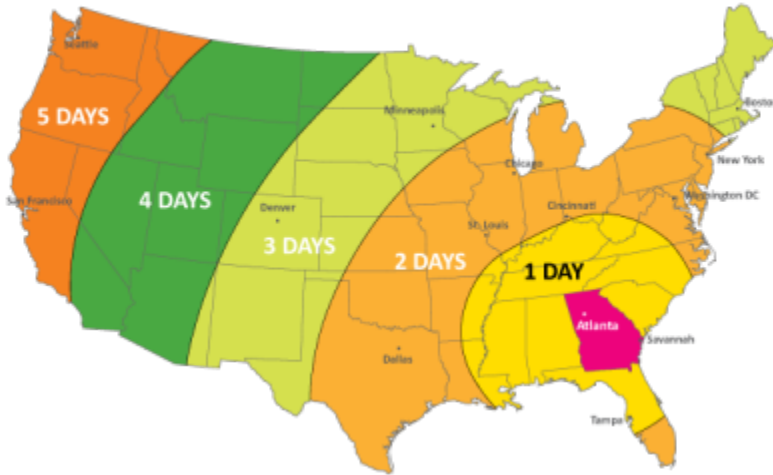 Seattle
5 DAYS
Minneapolis
Boston
Chicago
New York
4 DAYS
San Francisco
Denver
Washington DC
Cincinnati
St. Louis
3 DAYS
2 DAYS
1 DAY
Atlanta
Savannah
Dallas
Tampa